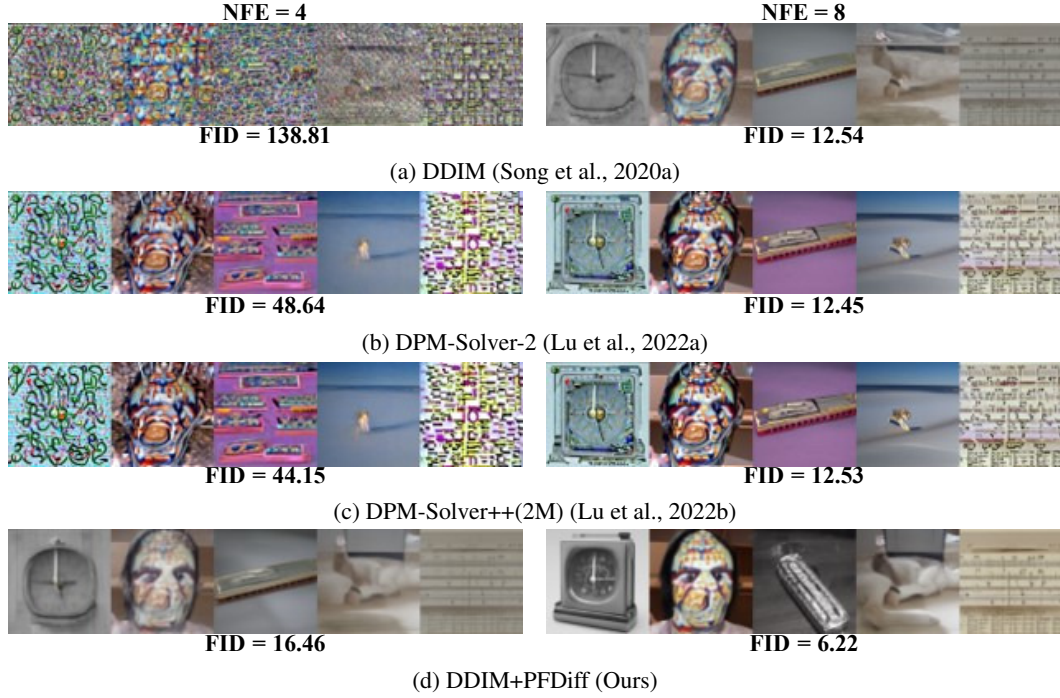 NFE = 4
NFE = 8
FID = 138.81
FID = 12.54
(a) DDIM (Song et al., 2020a)
FID = 48.64
FID = 12.45
(b) DPM-Solver-2 (Lu et al., 2022a)
FID = 44.15
FID = 12.53
(c) DPM-Solver++(2M) (Lu et al., 2022b)
FID = 16.46
FID = 6.22
(d) DDIM+PFDiff (Ours)